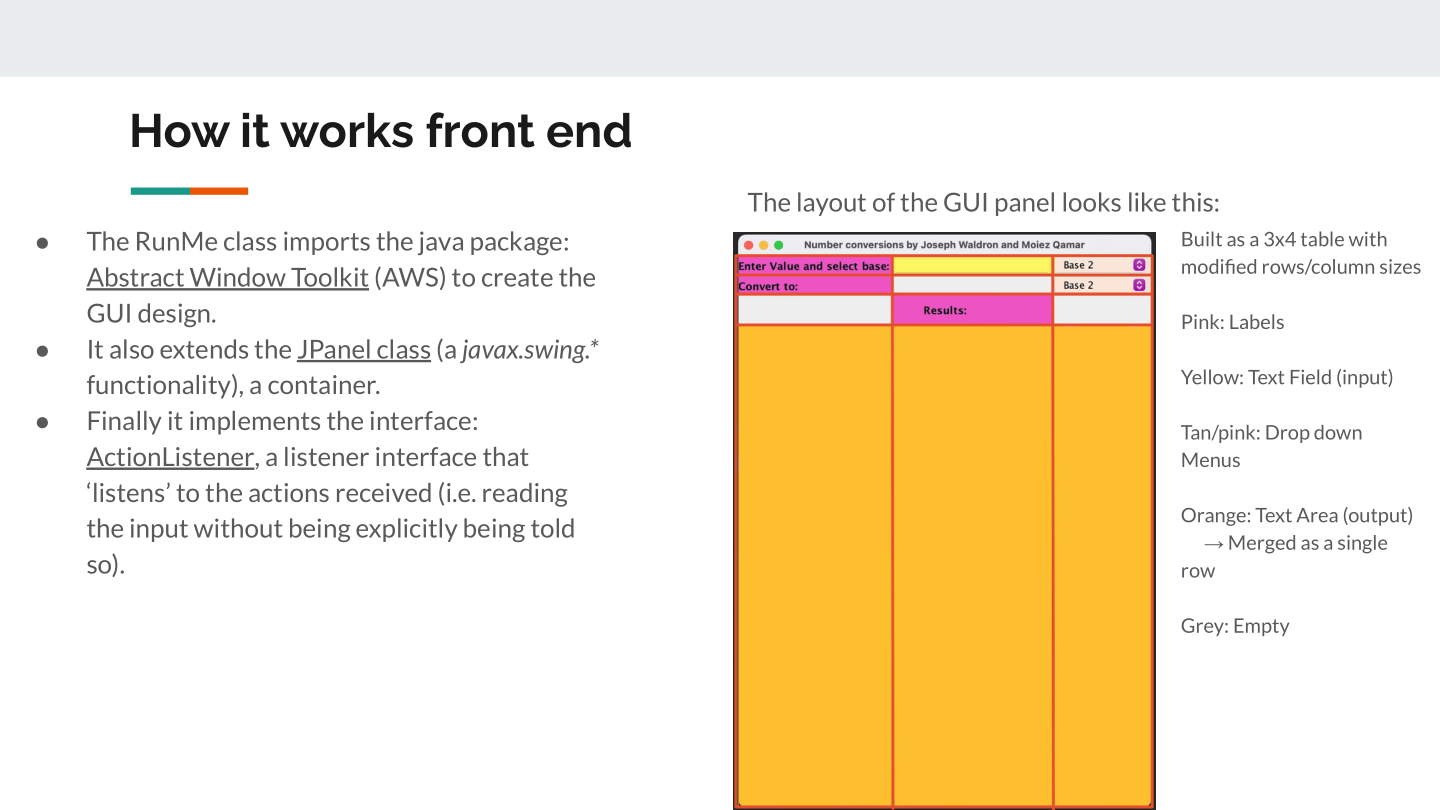 How it works front end
● The RunMe class imports the java package:
Abstract Window Toolkit (AWS) to create the
GUI design.
● It also extends the JPanel class (a javax.swing.*
functionality), a container.
● Finally it implements the interface:
ActionListener, a listener interface that
‘listens’ to the actions received (i.e. reading
the input without being explicitly being told
so).
The layout of the GUI panel looks like this:
Number conversions by Joseph Waldron and Moiez Qamar
Enter Value and select base: Base 2
Convert to: Base 2
Results:
Built as a 3x4 table with
modified rows/column sizes
Pink: Labels
Yellow: Text Field (input)
Tan/pink: Drop down
Menus
Orange: Text Area (output)
→ Merged as a single
row
Grey: Empty